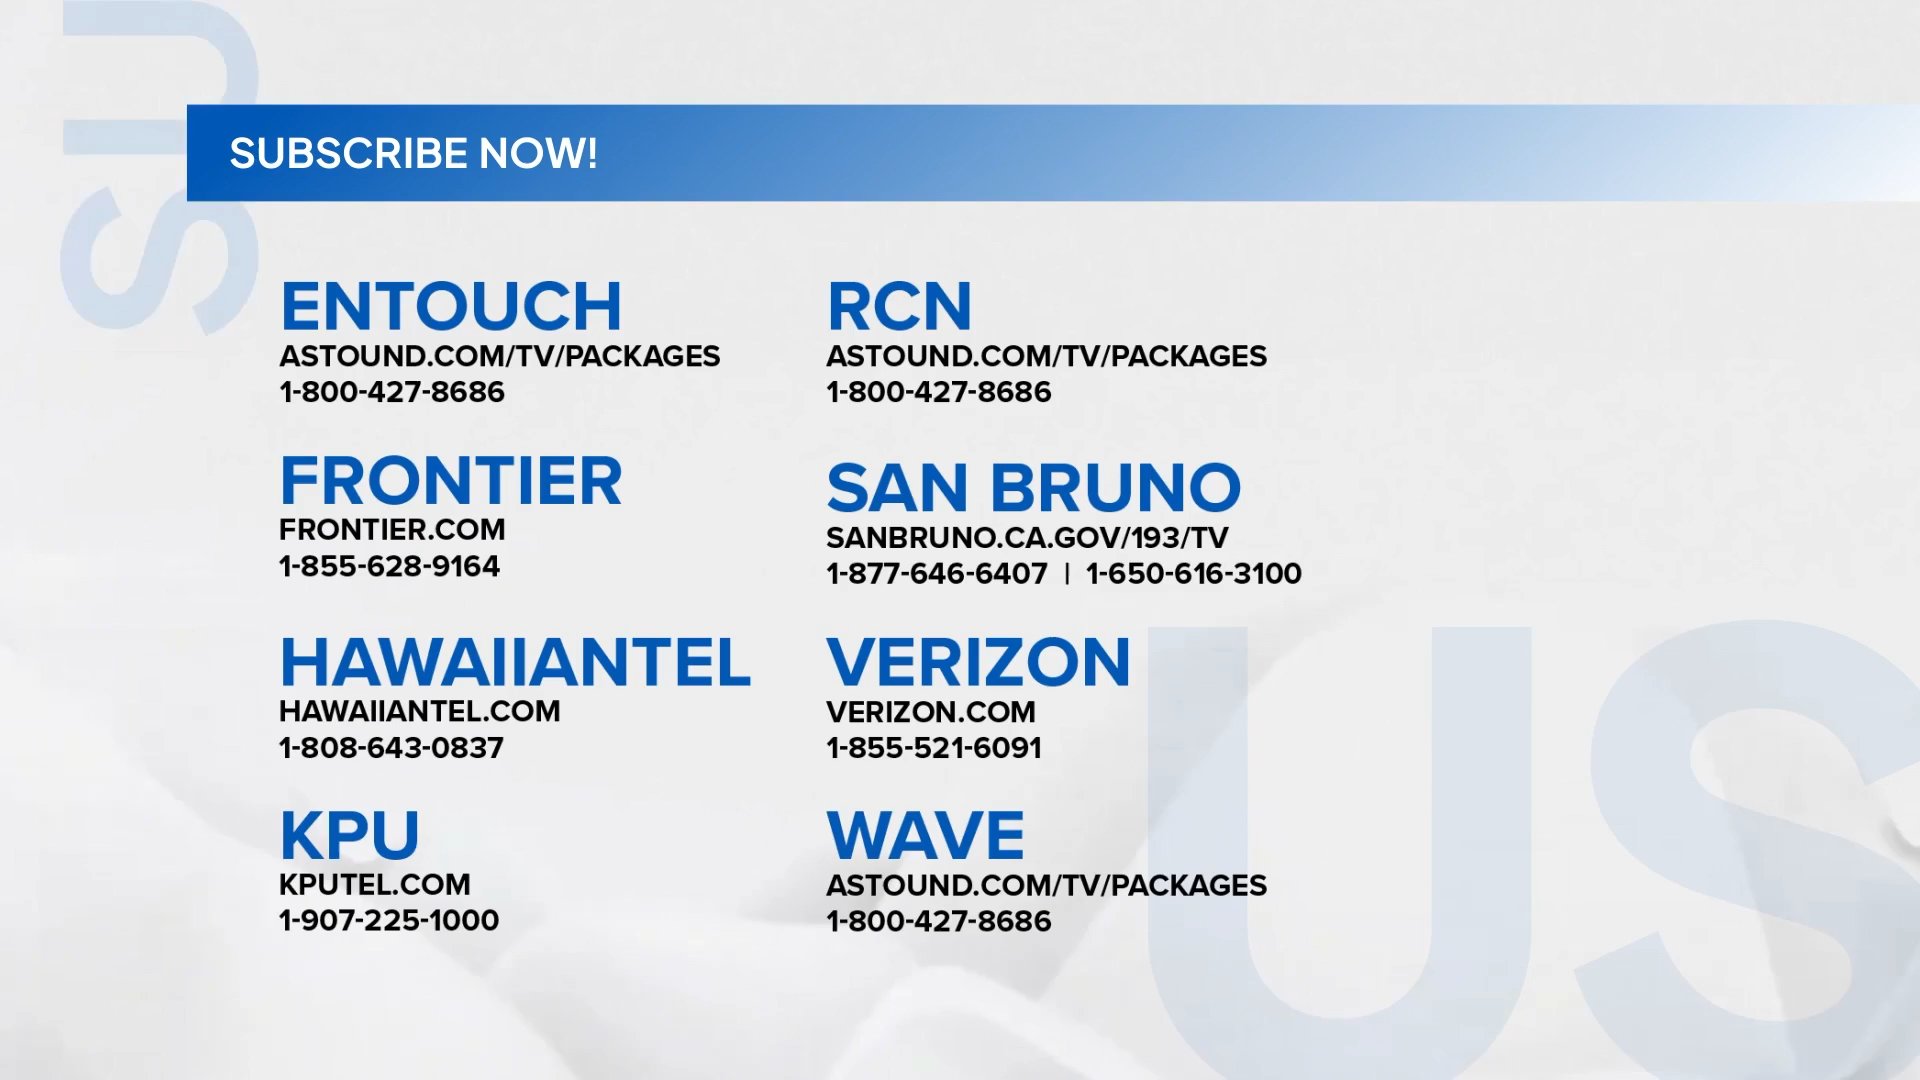 SUBSCRIBE NOW!
ENTOUCH
ASTOUND.COM/TV/PACKAGES
1-800-427-8686
FRONTIER
FRONTIER.COM
1-855-628-9164
HAWAIIANTEL
HAWAIIANTEL.COM
1-808-643-0837
KPU
KPUTEL.COM
1-907-225-1000
RCN
ASTOUND.COM/TV/PACKAGES
1-800-427-8686
SAN BRUNO
SANBRUNO.CA.GOV/193/TV
1-877-646-6407 | 1-650-616-3100
VERIZON
VERIZON.COM
1-855-521-6091
WAVE
ASTOUND.COM/TV/PACKAGES
1-800-427-8686
US